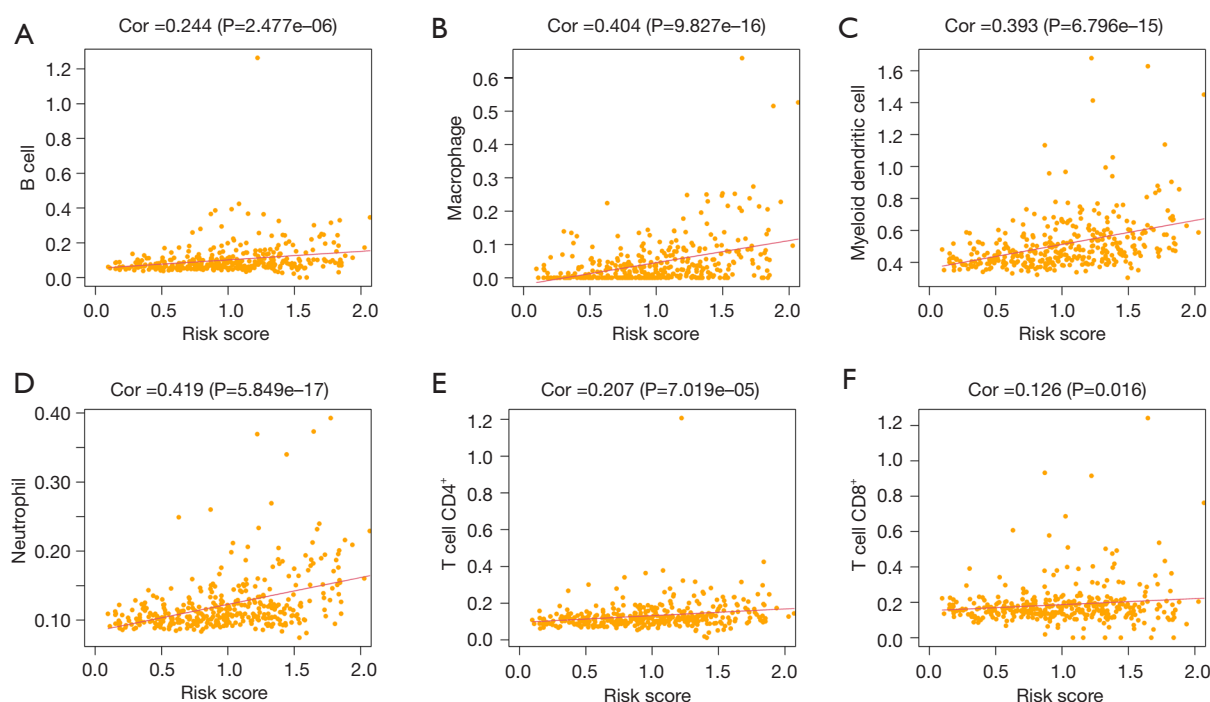 A
Cor =0.244 (P=2.477e–06)
B cell
1.2
1.0
0.8
0.6
0.4
0.2
0.0
0.0 0.5 1.0 1.5 2.0
Risk score
B
Cor =0.404 (P=9.827e–16)
Macrophage
0.6
0.5
0.4
0.3
0.2
0.1
0.0
0.0 0.5 1.0 1.5 2.0
Risk score
C
Cor =0.393 (P=6.796e–15)
Myeloid dendritic cell
1.6
1.4
1.2
1.0
0.8
0.6
0.4
0.0 0.5 1.0 1.5 2.0
Risk score
D
Cor =0.419 (P=5.849e–17)
Neutrophil
0.40
0.30
0.20
0.10
0.0 0.5 1.0 1.5 2.0
Risk score
E
Cor =0.207 (P=7.019e–05)
T cell CD4⁺
1.2
1.0
0.8
0.6
0.4
0.2
0.0
0.0 0.5 1.0 1.5 2.0
Risk score
F
Cor =0.126 (P=0.016)
T cell CD8⁺
1.2
1.0
0.8
0.6
0.4
0.2
0.0
0.0 0.5 1.0 1.5 2.0
Risk score